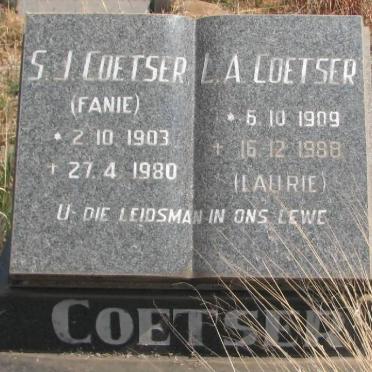 S.J COETSER
(FANIE)
* 2.10 1903
+ 27.4 1980
L.A. COETSER
* 6.10 1909
+ 16.12 1988
(LAURIE)
U- DIE LEIDSMAN IN ONS LEWE
COETSER